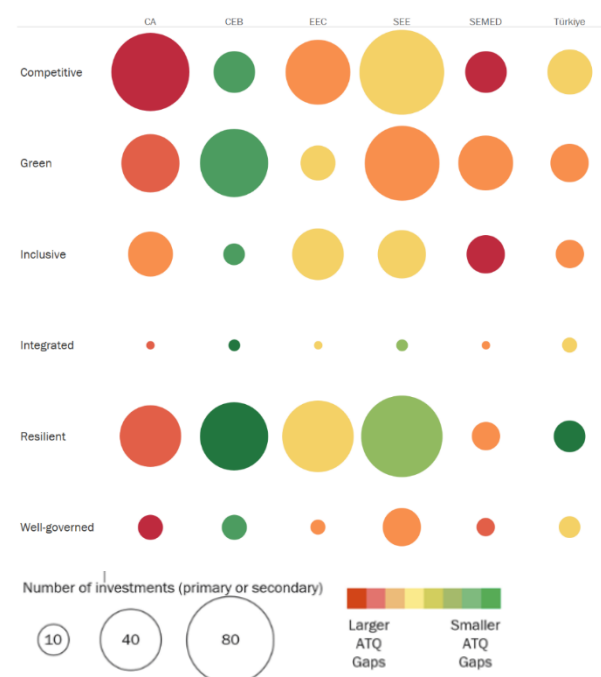 CA CEB EEC SEE SEMED Türkiye
Competitive
Green
Inclusive
Integrated
Resilient
Well-governed
Number of investments (primary or secondary)
10 40 80
Larger ATQ Gaps
Smaller ATQ Gaps